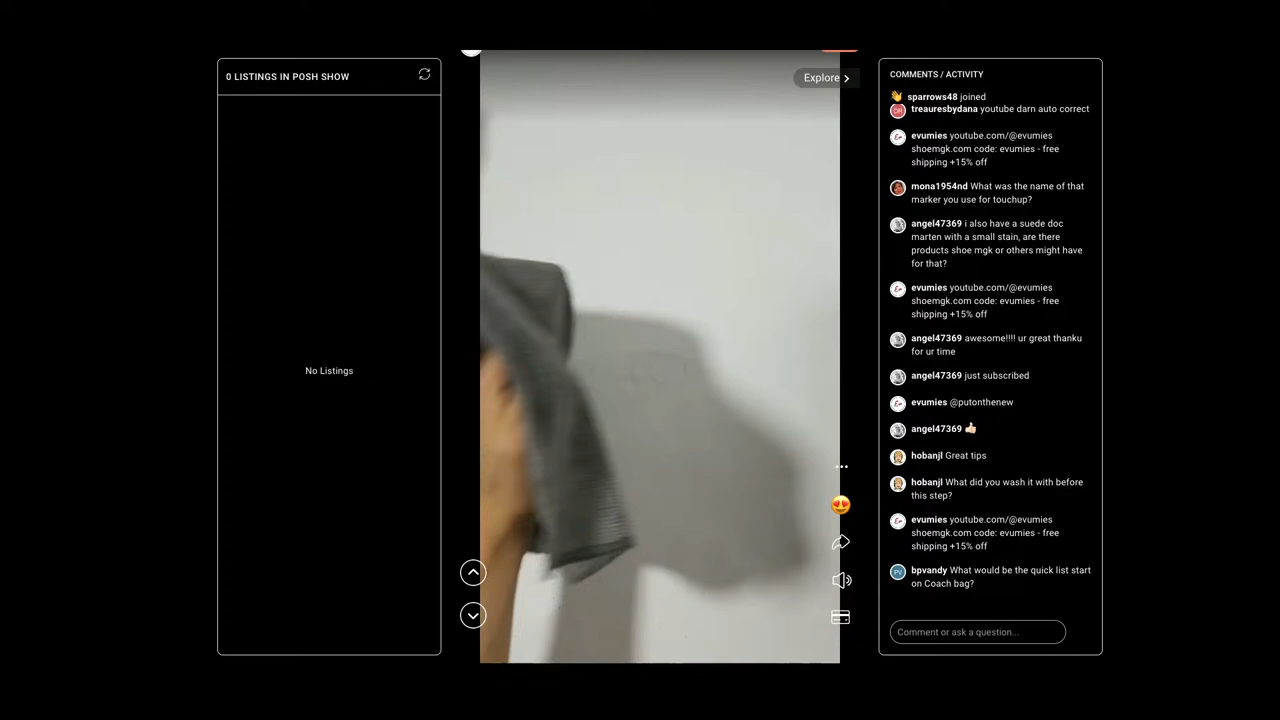 0 LISTINGS IN POSH SHOW
No Listings
Explore
COMMENTS / ACTIVITY
👋 sparrows48 joined
treauresbydana youtube darn auto correct
evumies youtube.com/@evumies
shoemgk.com code: evumies - free
shipping +15% off
mona1954nd What was the name of that
marker you use for touchup?
angel47369 i also have a suede doc
marten with a small stain, are there
products shoe mgk or others might have
for that?
evumies youtube.com/@evumies
shoemgk.com code: evumies - free
shipping +15% off
angel47369 awesome!!!! ur great thanku
for ur time
angel47369 just subscribed
evumies @putonthenew
angel47369 👍🏻
hobanjl Great tips
hobanjl What did you wash it with before
this step?
evumies youtube.com/@evumies
shoemgk.com code: evumies - free
shipping +15% off
PV
bpvandy What would be the quick list start
on Coach bag?
Comment or ask a question...